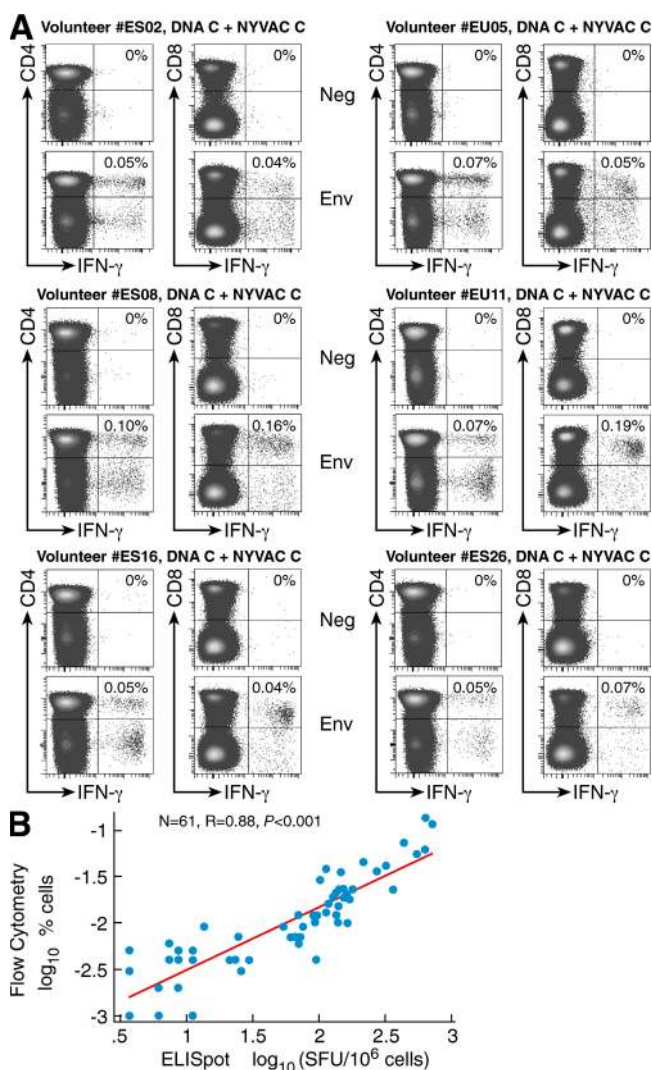 A
Volunteer #ES02, DNA C + NYVAC C
Volunteer #EU05, DNA C + NYVAC C
CD4
0%
CD8
0%
Neg
CD4
0%
CD8
0%
0.05%
0.04%
Env
0.07%
0.05%
IFN-γ
IFN-γ
IFN-γ
IFN-γ
Volunteer #ES08, DNA C + NYVAC C
Volunteer #EU11, DNA C + NYVAC C
CD4
0%
CD8
0%
Neg
CD4
0%
CD8
0%
0.10%
0.16%
Env
0.07%
0.19%
IFN-γ
IFN-γ
IFN-γ
IFN-γ
Volunteer #ES16, DNA C + NYVAC C
Volunteer #ES26, DNA C + NYVAC C
CD4
0%
CD8
0%
Neg
CD4
0%
CD8
0%
0.05%
0.04%
Env
0.05%
0.07%
IFN-γ
IFN-γ
IFN-γ
IFN-γ
B
N=61, R=0.88, P<0.001
Flow Cytometry
log10 % cells
-1
-1.5
-2
-2.5
-3
.5
1
1.5
2
2.5
3
ELISpot log10 (SFU/10^6 cells)